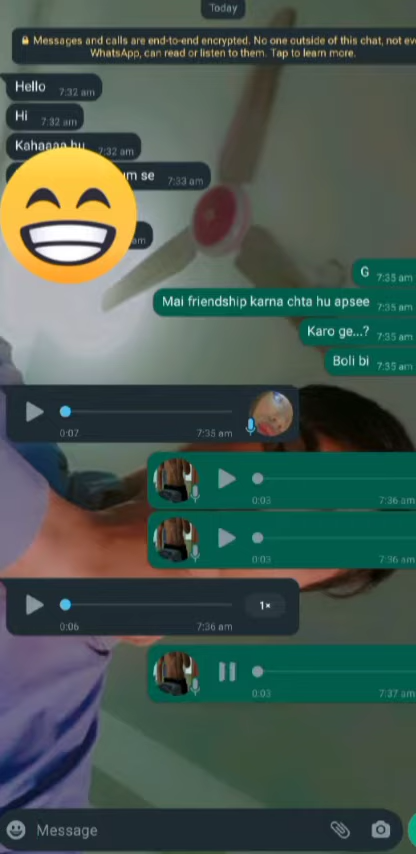 Today
Messages and calls are end-to-end encrypted. No one outside of this chat, not eve
WhatsApp, can read or listen to them. Tap to learn more.
Hello 7:32 am
Hi 7:32 am
Kahaaaa hu 7:32 am
m se 7:33 am
am
G 7:35 am
Mai friendship karna chta hu apsee 7:35 am
Karo ge...? 7:35 am
Boli bi 7:35 am
0:07 7:35 am
0:03 7:36 am
0:03 7:36 am
1×
0:06 7:36 am
0:03 7:37 am
Message